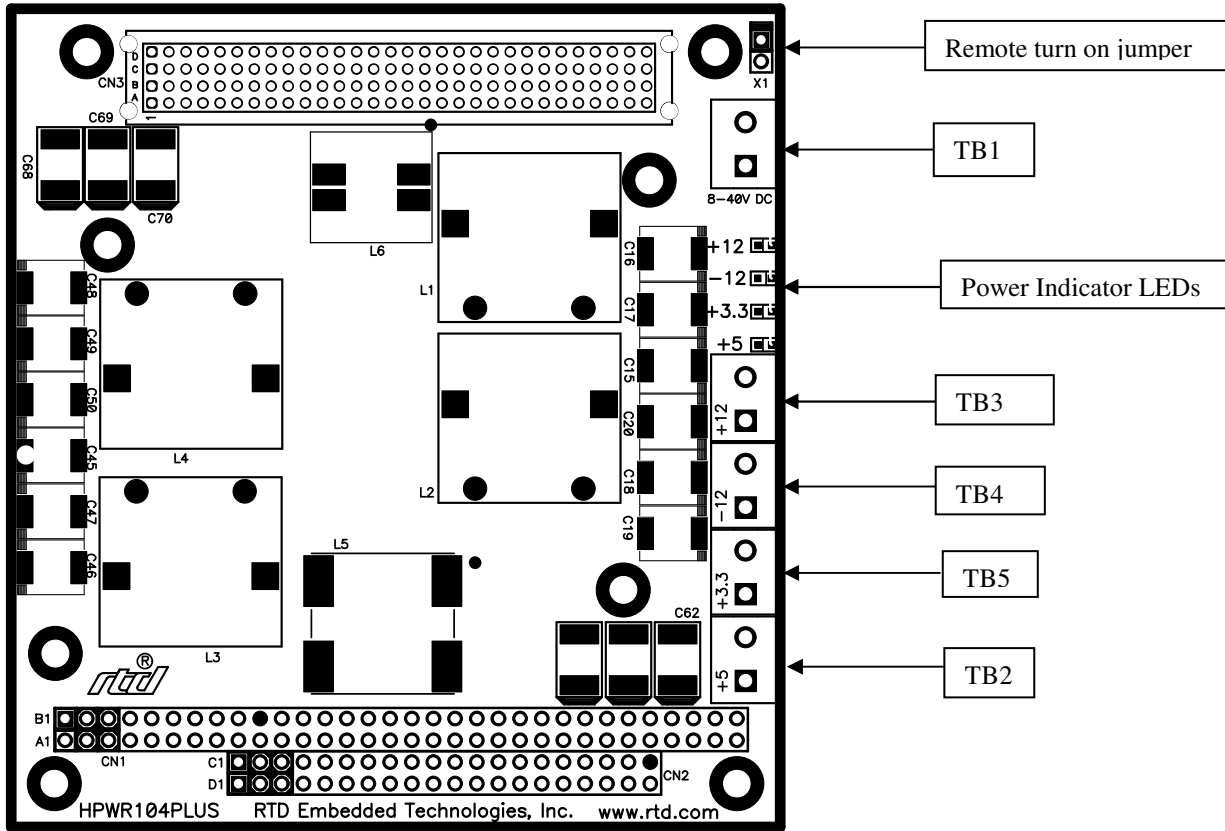 Remote turn on jumper
X1
D
C
B
A
CN3
1
C69
C68
C70
TB1
8-40V DC
L6
L1
C16
+12
-12
+3.3
+5
Power Indicator LEDs
C48
C49
C50
C45
C47
C46
C17
C15
C20
C18
C19
L4
L2
+12
TB3
-12
TB4
+3.3
TB5
L5
L3
C62
+5
TB2
rtd®
B1
A1
CN1
C1
D1
CN2
HPWR104PLUS RTD Embedded Technologies, Inc. www.rtd.com